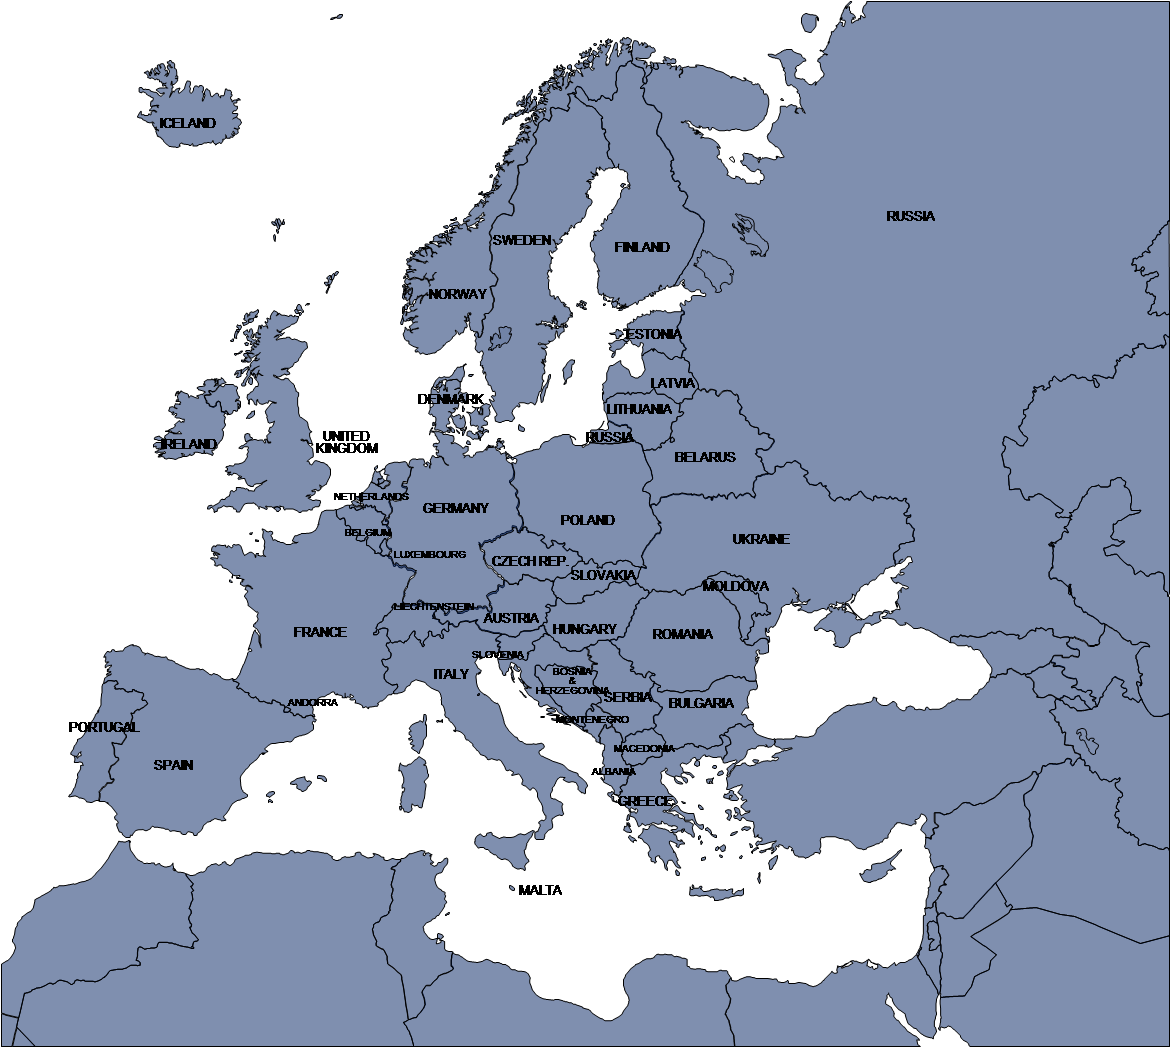 ICELAND
RUSSIA
SWEDEN
FINLAND
NORWAY
ESTONIA
LATVIA
DENMARK
LITHUANIA
UNITED
KINGDOM
RUSSIA
IRELAND
BELARUS
NETHERLANDS
GERMANY
POLAND
BELGIUM
UKRAINE
LUXEMBOURG
CZECH REP.
SLOVAKIA
MOLDOVA
LIECHTENSTEIN
AUSTRIA
FRANCE
HUNGARY
ROMANIA
SLOVENIA
ITALY
BOSNIA
&
HERZEGOVINA
SERBIA
ANDORRA
BULGARIA
MONTENEGRO
PORTUGAL
MACEDONIA
SPAIN
ALBANIA
GREECE
MALTA